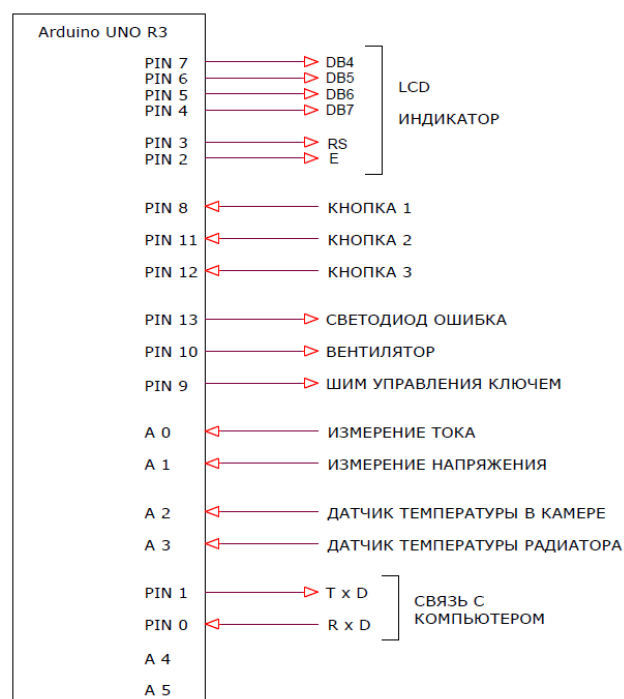 Arduino UNO R3
PIN 7 DB4
PIN 6 DB5
PIN 5 DB6
PIN 4 DB7
LCD
ИНДИКАТОР
PIN 3 RS
PIN 2 E
PIN 8 КНОПКА 1
PIN 11 КНОПКА 2
PIN 12 КНОПКА 3
PIN 13 СВЕТОДИОД ОШИБКА
PIN 10 ВЕНТИЛЯТОР
PIN 9 ШИМ УПРАВЛЕНИЯ КЛЮЧЕМ
A 0 ИЗМЕРЕНИЕ ТОКА
A 1 ИЗМЕРЕНИЕ НАПРЯЖЕНИЯ
A 2 ДАТЧИК ТЕМПЕРАТУРЫ В КАМЕРЕ
A 3 ДАТЧИК ТЕМПЕРАТУРЫ РАДИАТОРА
PIN 1 T x D
PIN 0 R x D
СВЯЗЬ С
КОМПЬЮТЕРОМ
A 4
A 5